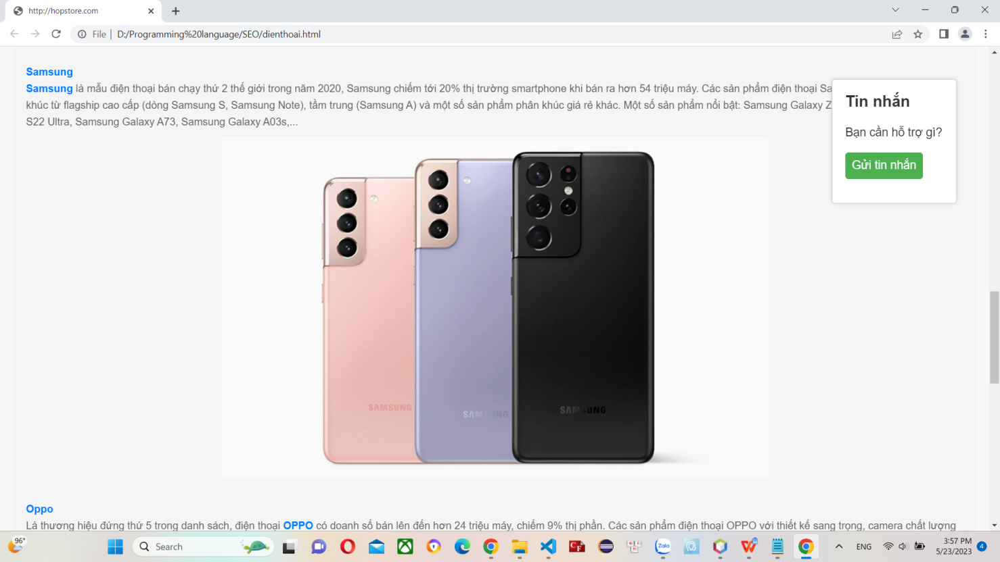 http://hopstore.com
File | D:/Programming%20language/SEO/dienthoai.html
Samsung
Samsung là mẫu điện thoại bán chạy thứ 2 thế giới trong năm 2020, Samsung chiếm tới 20% thị trường smartphone khi bán ra hơn 54 triệu máy. Các sản phẩm điện thoại Sa
khúc từ flagship cao cấp (dòng Samsung S, Samsung Note), tầm trung (Samsung A) và một số sản phẩm phân khúc giá rẻ khác. Một số sản phẩm nổi bật: Samsung Galaxy Z
S22 Ultra, Samsung Galaxy A73, Samsung Galaxy A03s,...
Tin nhắn
Bạn cần hỗ trợ gì?
Gửi tin nhắn
SAMSUNG
SAMSUNG
SAMSUNG
Oppo
Là thương hiệu đứng thứ 5 trong danh sách, điện thoại OPPO có doanh số bán lên đến hơn 24 triệu máy, chiếm 9% thị phần. Các sản phẩm điện thoại OPPO với thiết kế sang trọng, camera chất lượng
96°
Search
CF
Zalo
ENG
3:57 PM
5/23/2023
4